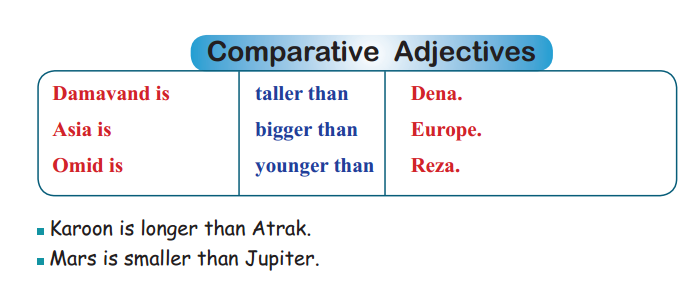 Comparative Adjectives
Damavand is taller than Dena.
Asia is bigger than Europe.
Omid is younger than Reza.
Karoon is longer than Atrak.
Mars is smaller than Jupiter.